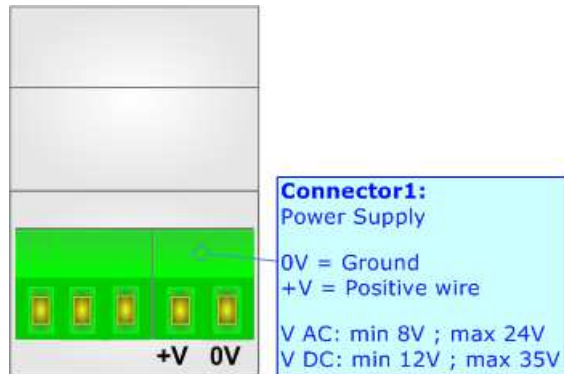 Connector1:
Power Supply
0V = Ground
+V = Positive wire
V AC: min 8V ; max 24V
V DC: min 12V ; max 35V
+V 0V